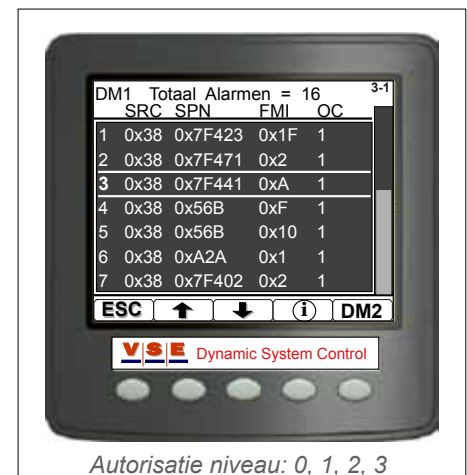 DM1 Totaal Alarmen = 16 3-1
SRC SPN FMI OC
1 0x38 0x7F423 0x1F 1
2 0x38 0x7F471 0x2 1
3 0x38 0x7F441 0xA 1
4 0x38 0x56B 0xF 1
5 0x38 0x56B 0x10 1
6 0x38 0xA2A 0x1 1
7 0x38 0x7F402 0x2 1
ESC i DM2
VSE Dynamic System Control
Autorisatie niveau: 0, 1, 2, 3